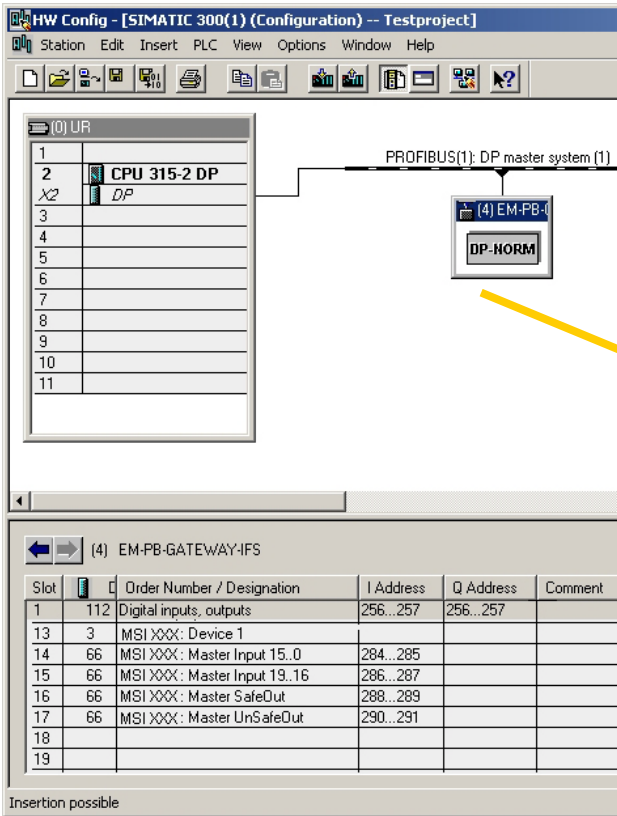 HW Config - [SIMATIC 300(1) (Configuration) -- Testproject]
Station Edit Insert PLC View Options Window Help
(0) UR
1
2 CPU 315-2 DP
X2 DP
3
4
5
6
7
8
9
10
11
PROFIBUS(1): DP master system (1)
(4) EM-PB-G
DP-NORM
(4) EM-PB-GATEWAY-IFS
Slot D Order Number / Designation I Address Q Address Comment
1 112 Digital inputs, outputs 256...257 256...257
13 3 MSI XXX: Device 1
14 66 MSI XXX: Master Input 15..0 284...285
15 66 MSI XXX: Master Input 19..16 286...287
16 66 MSI XXX: Master SafeOut 288...289
17 66 MSI XXX: Master UnSafeOut 290...291
18
19
Insertion possible